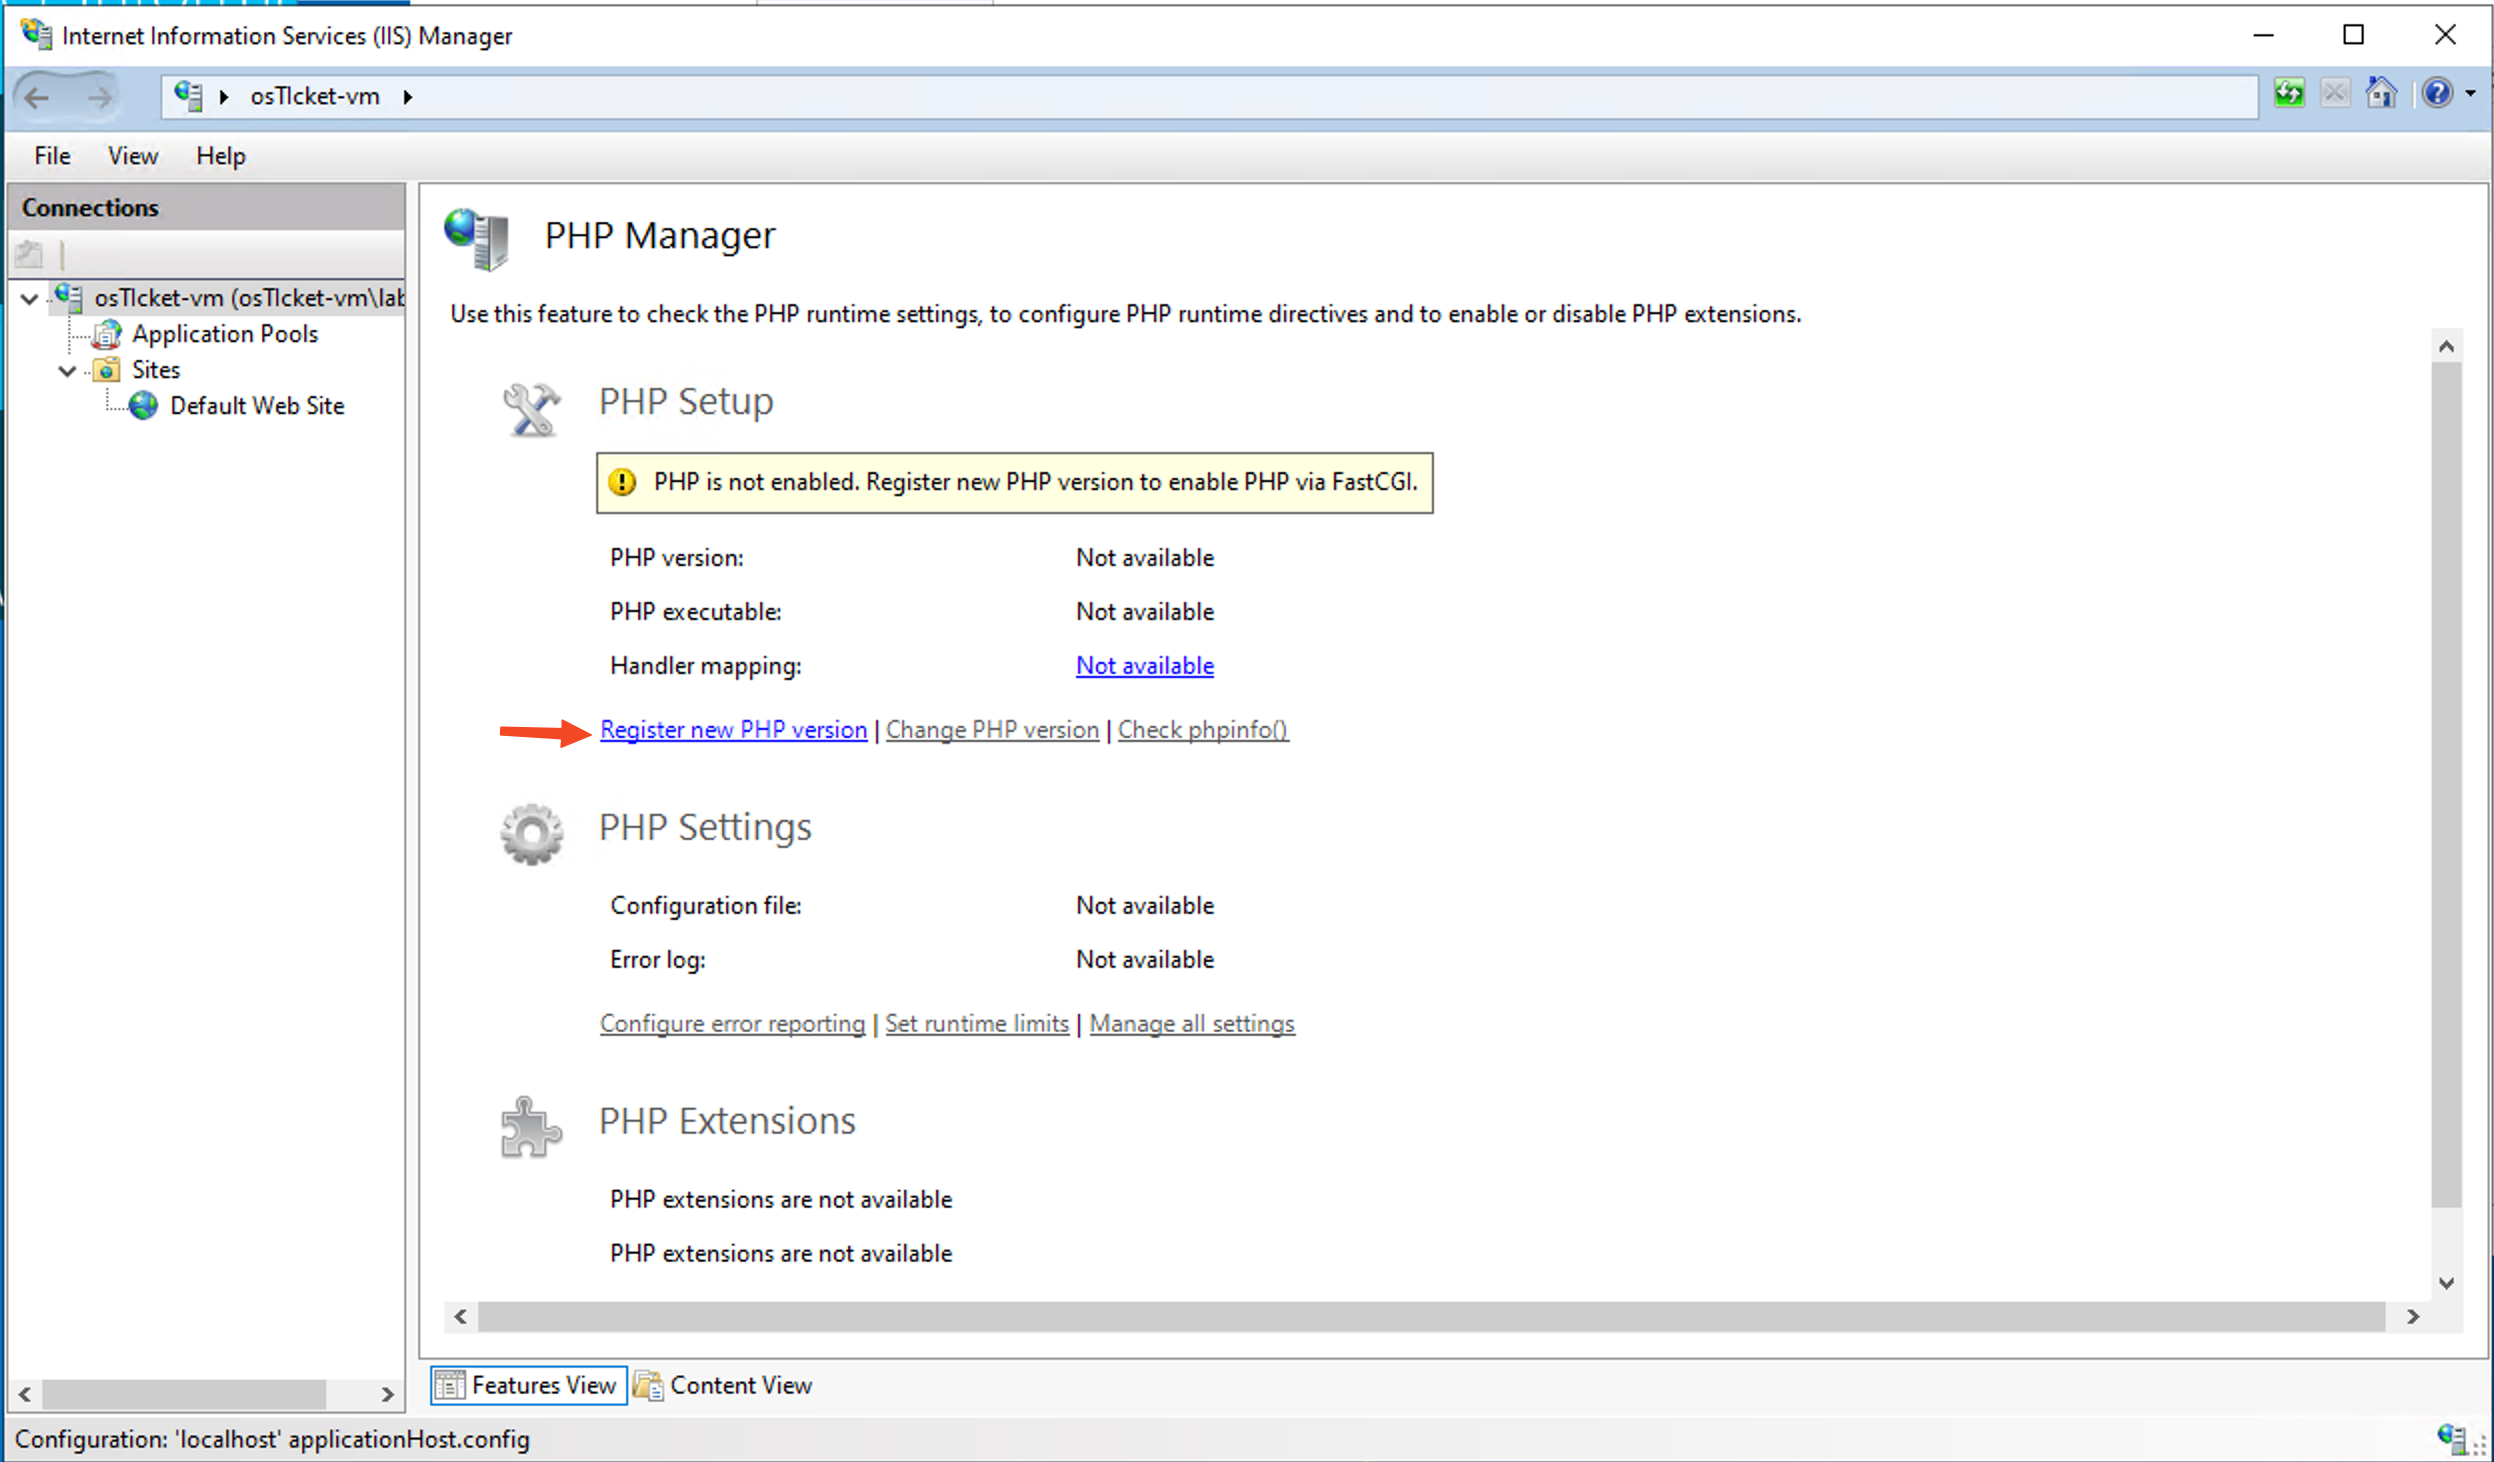 Internet Information Services (IIS) Manager
osTIcket-vm
File View Help
Connections
osTIcket-vm (osTIcket-vm\lab
Application Pools
Sites
Default Web Site
PHP Manager
Use this feature to check the PHP runtime settings, to configure PHP runtime directives and to enable or disable PHP extensions.
PHP Setup
PHP is not enabled. Register new PHP version to enable PHP via FastCGI.
PHP version: Not available
PHP executable: Not available
Handler mapping: Not available
Register new PHP version | Change PHP version | Check phpinfo()
PHP Settings
Configuration file: Not available
Error log: Not available
Configure error reporting | Set runtime limits | Manage all settings
PHP Extensions
PHP extensions are not available
PHP extensions are not available
Features View Content View
Configuration: 'localhost' applicationHost.config